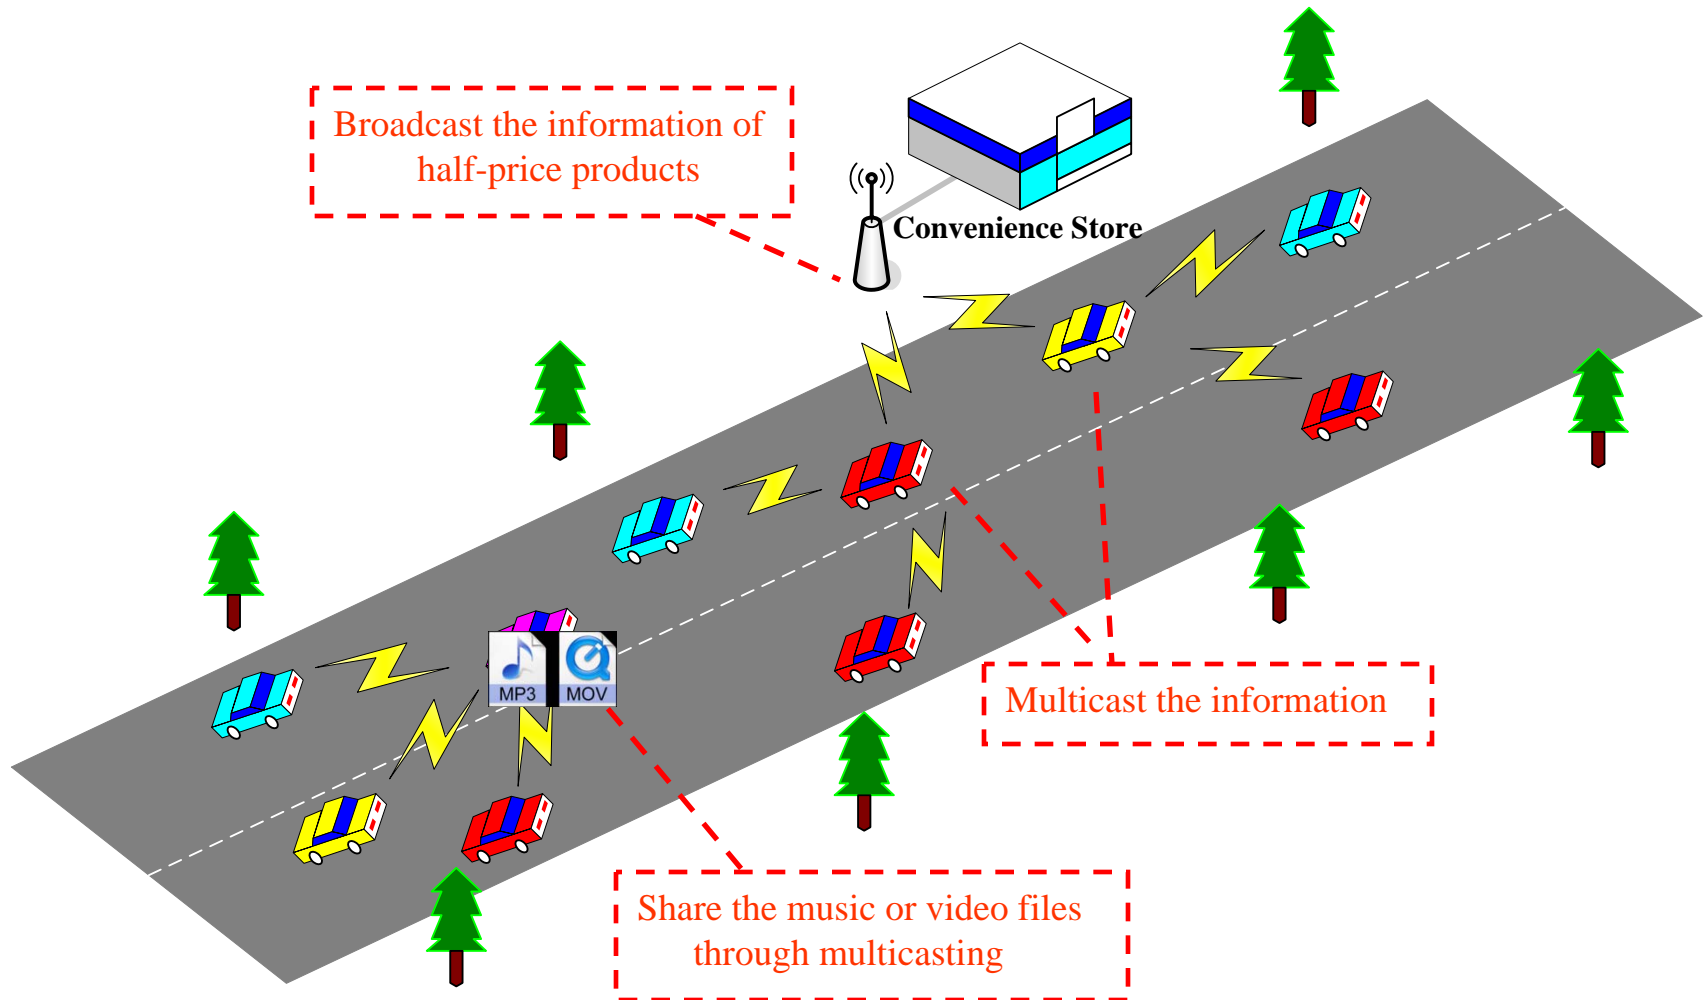 Broadcast the information of
half-price products
Convenience Store
MP3
MOV
Multicast the information
Share the music or video files
through multicasting